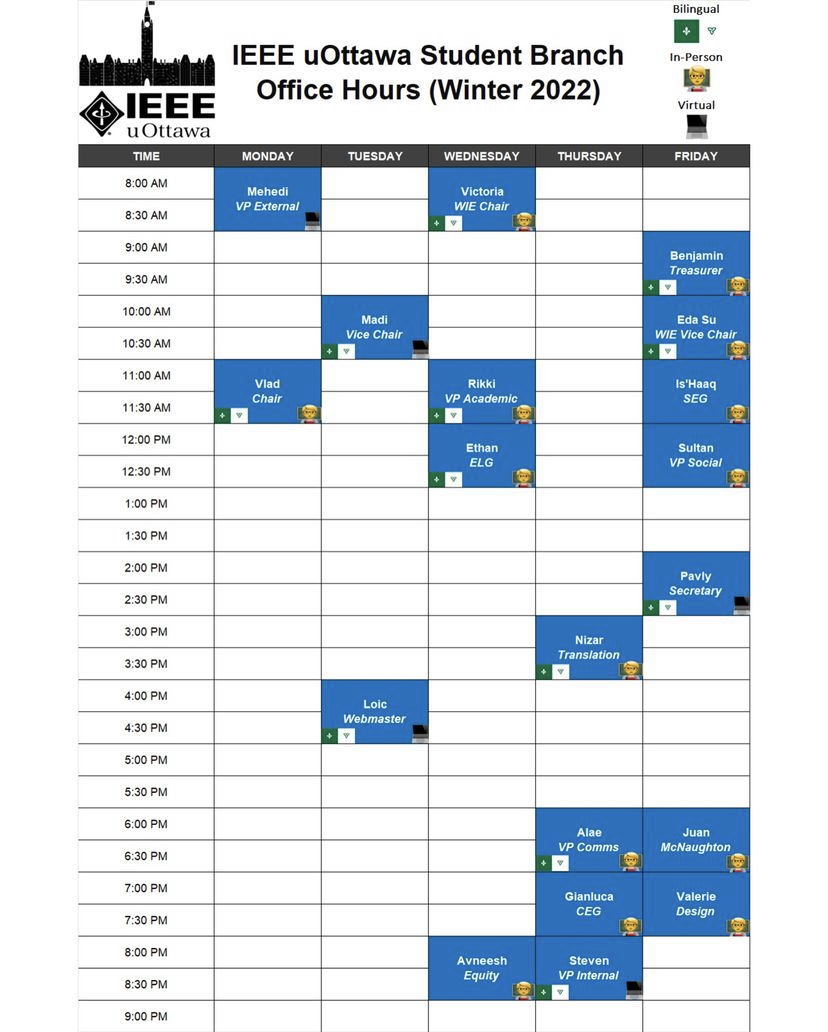 Bilingual
In-Person
Virtual
IEEE uOttawa Student Branch
Office Hours (Winter 2022)
IEEE
uOttawa
TIME MONDAY TUESDAY WEDNESDAY THURSDAY FRIDAY
8:00 AM
Mehedi
VP External
Victoria
WIE Chair
8:30 AM
9:00 AM
Benjamin
Treasurer
9:30 AM
10:00 AM
Madi
Vice Chair
Eda Su
WIE Vice Chair
10:30 AM
11:00 AM
Vlad
Chair
Rikki
VP Academic
Is'Haaq
SEG
11:30 AM
12:00 PM
Ethan
ELG
Sultan
VP Social
12:30 PM
1:00 PM
1:30 PM
2:00 PM
Pavly
Secretary
2:30 PM
3:00 PM
Nizar
Translation
3:30 PM
4:00 PM
Loic
Webmaster
4:30 PM
5:00 PM
5:30 PM
6:00 PM
Alae
VP Comms
Juan
McNaughton
6:30 PM
7:00 PM
Gianluca
CEG
Valerie
Design
7:30 PM
8:00 PM
Avneesh
Equity
Steven
VP Internal
8:30 PM
9:00 PM